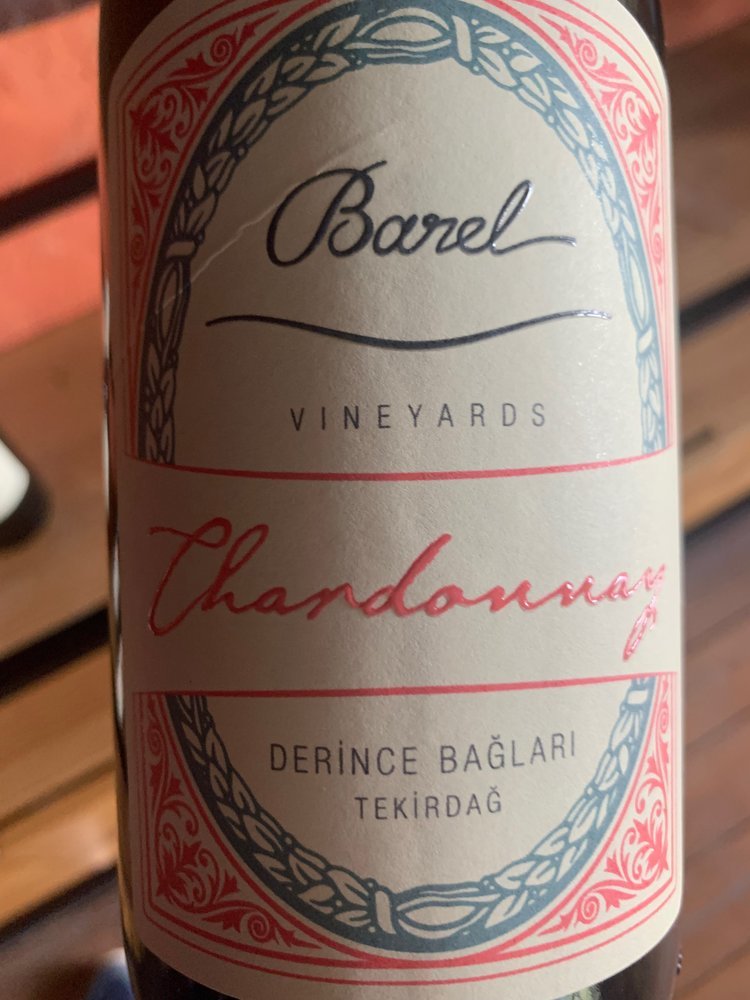 Barel
VINEYARDS
Chardonnay
DERİNCE BAĞLARI
TEKİRDAĞ